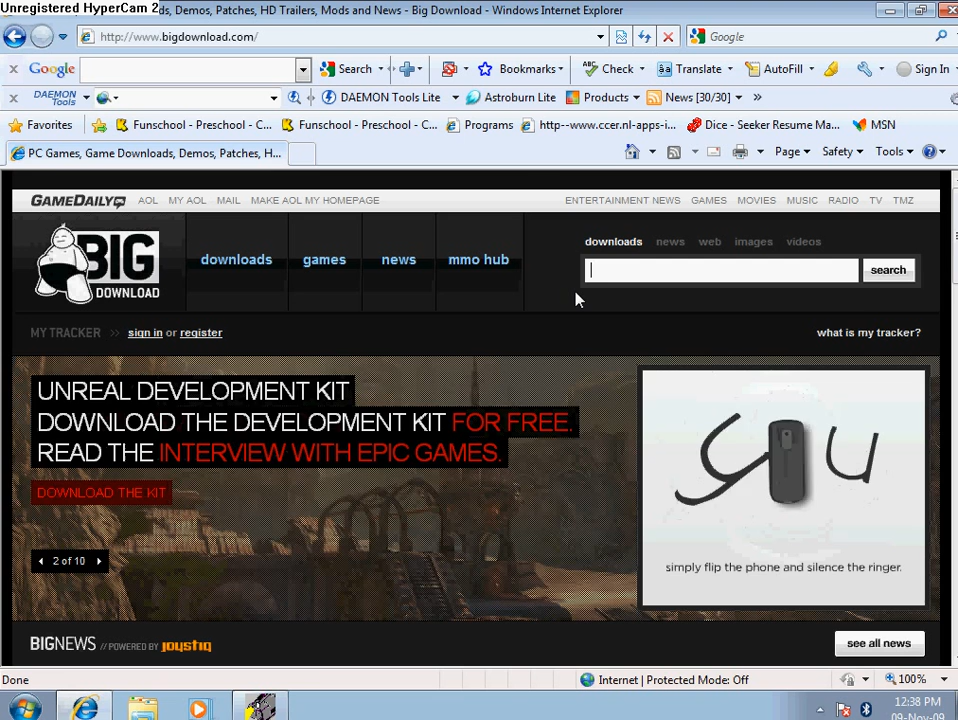 Unregistered HyperCam 2
ds, Demos, Patches, HD Trailers, Mods and News - Big Download - Windows Internet Explorer
http://www.bigdownload.com/
Google
Google Search Bookmarks Check Translate AutoFill Sign In
DAEMON Tools DAEMON Tools Lite Astroburn Lite Products News [30/30] »
Favorites Funschool - Preschool - C... Funschool - Preschool - C... Programs http--www.ccer.nl-apps-i... Dice - Seeker Resume Ma... MSN
PC Games, Game Downloads, Demos, Patches, H... Page Safety Tools
GAMEDAILY AOL MY AOL MAIL MAKE AOL MY HOMEPAGE ENTERTAINMENT NEWS GAMES MOVIES MUSIC RADIO TV TMZ
BIG DOWNLOAD
downloads games news mmo hub
downloads news web images videos
search
MY TRACKER >> sign in or register what is my tracker?
UNREAL DEVELOPMENT KIT
DOWNLOAD THE DEVELOPMENT KIT FOR FREE.
READ THE INTERVIEW WITH EPIC GAMES.
DOWNLOAD THE KIT
2 of 10
simply flip the phone and silence the ringer.
BIGNEWS // POWERED BY joystiq see all news
Done Internet | Protected Mode: Off 100%
12:38 PM
09-Nov-09